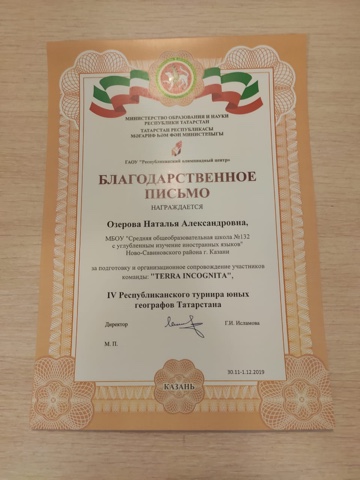 МИНИСТЕРСТВО ОБРАЗОВАНИЯ И НАУКИ
РЕСПУБЛИКИ ТАТАРСТАН
ТАТАРСТАН РЕСПУБЛИКАСЫ
МӘГАРИФ ҺӘМ ФӘН МИНИСТРЛЫГЫ
ГАОУ "Республиканский олимпиадный центр"
БЛАГОДАРСТВЕННОЕ
ПИСЬМО
НАГРАЖДАЕТСЯ
Озерова Наталья Александровна,
МБОУ "Средняя общеобразовательная школа №132
с углубленным изучением иностранных языков"
Ново-Савиновского района г. Казани
за подготовку и организационное сопровождение участников
команды: "TERRA INCOGNITA",
IV Республиканского турнира юных
географов Татарстана
Директор Г.И. Исламова
М. П.
30.11-1.12.2019
КАЗАНЬ